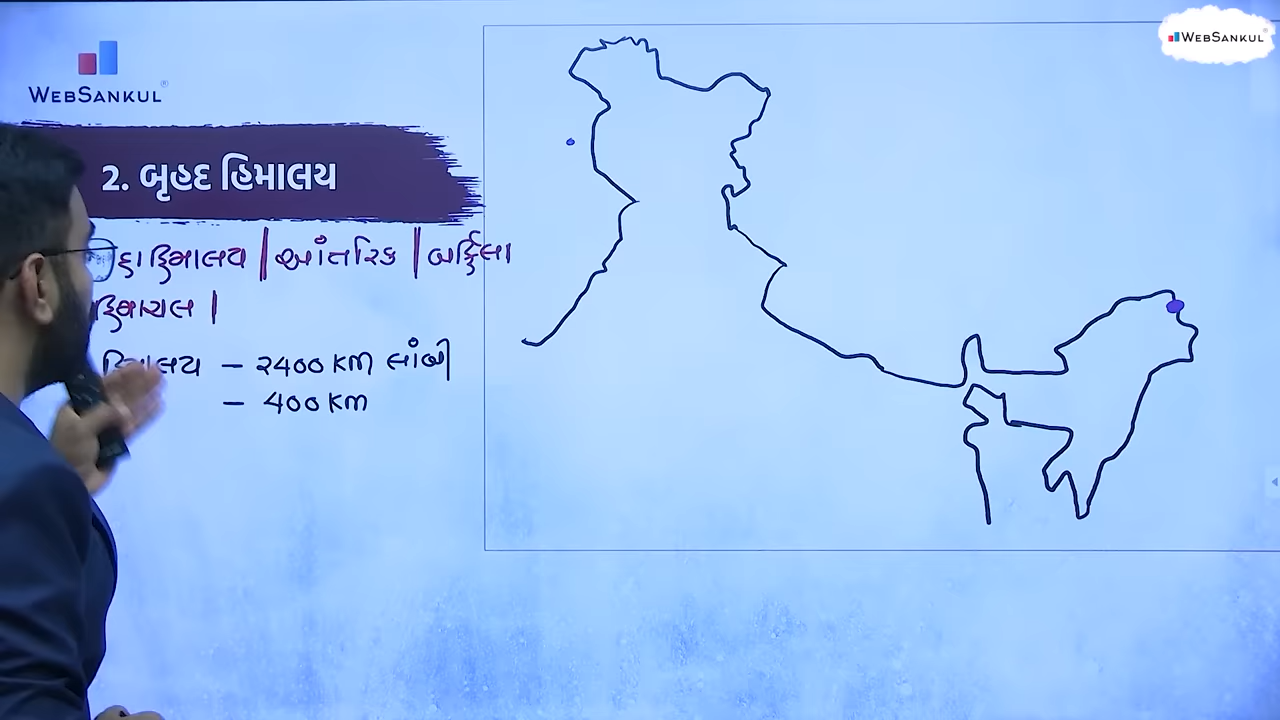 WEBSANKUL
WEBSANKUL
2. બૃહદ હિમાલય
હિમાલય | આંતરિક | બર્ફિલા
હિમાચલ |
- 2400 KM લાંબી
- 400 KM